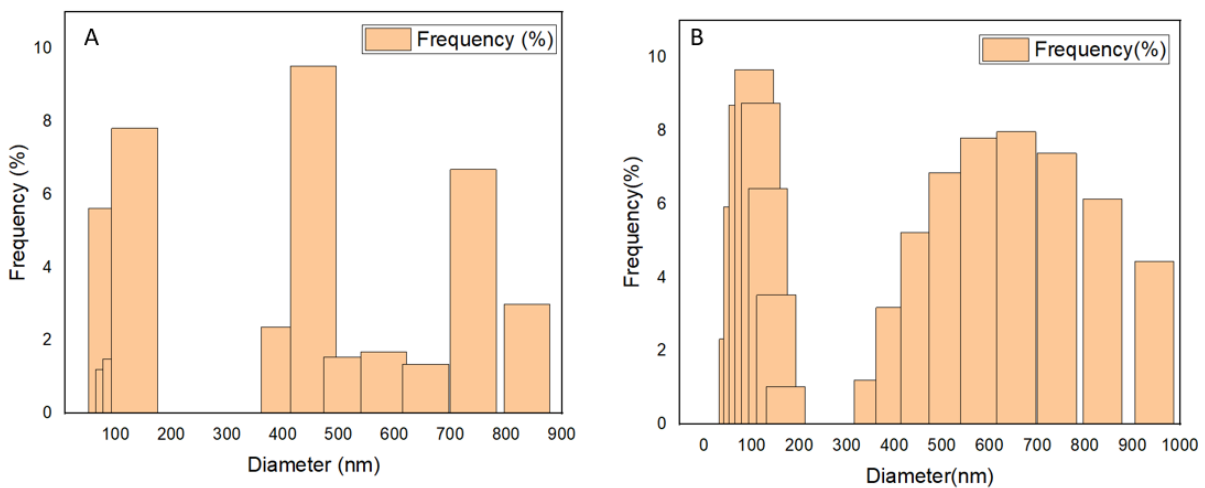 A
Frequency (%)
10
8
6
4
2
0
Frequency (%)
100 200 300 400 500 600 700 800 900
Diameter (nm)
B
Frequency(%)
10
8
6
4
2
0
Frequency(%)
0 100 200 300 400 500 600 700 800 900 1000
Diameter(nm)